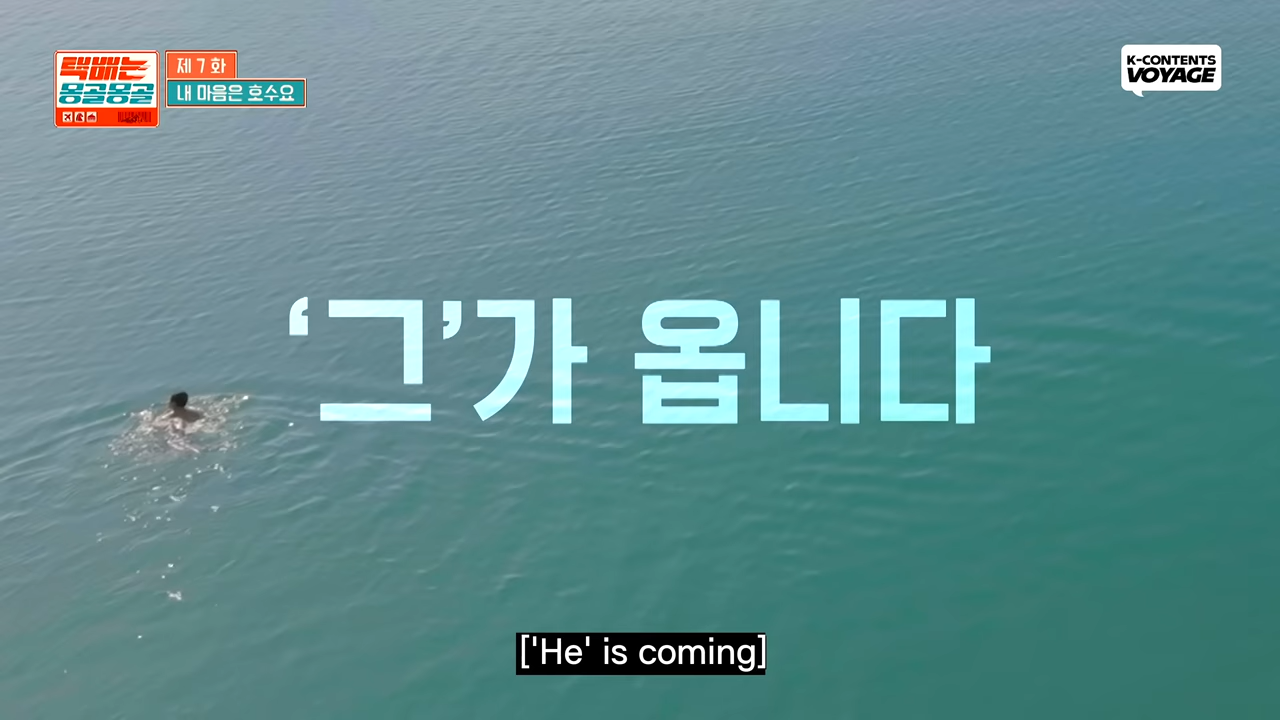 택배는
몽골몽골
제 7 화
내 마음은 호수요
K-CONTENTS
VOYAGE
‘그’가 옵니다
['He' is coming]